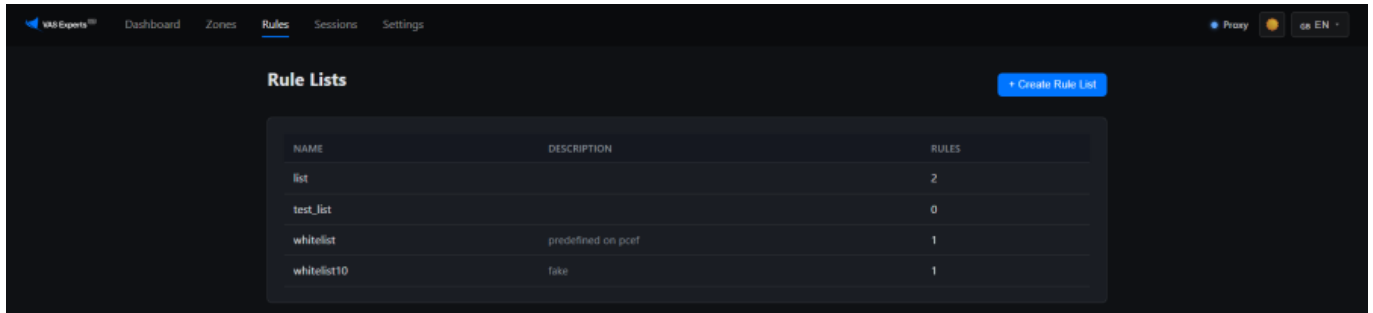 VAS Experts Dashboard Zones Rules Sessions Settings Proxy GB EN
Rule Lists + Create Rule List
NAME DESCRIPTION RULES
list 2
test_list 0
whitelist predefined on pcef 1
whitelist10 fake 1